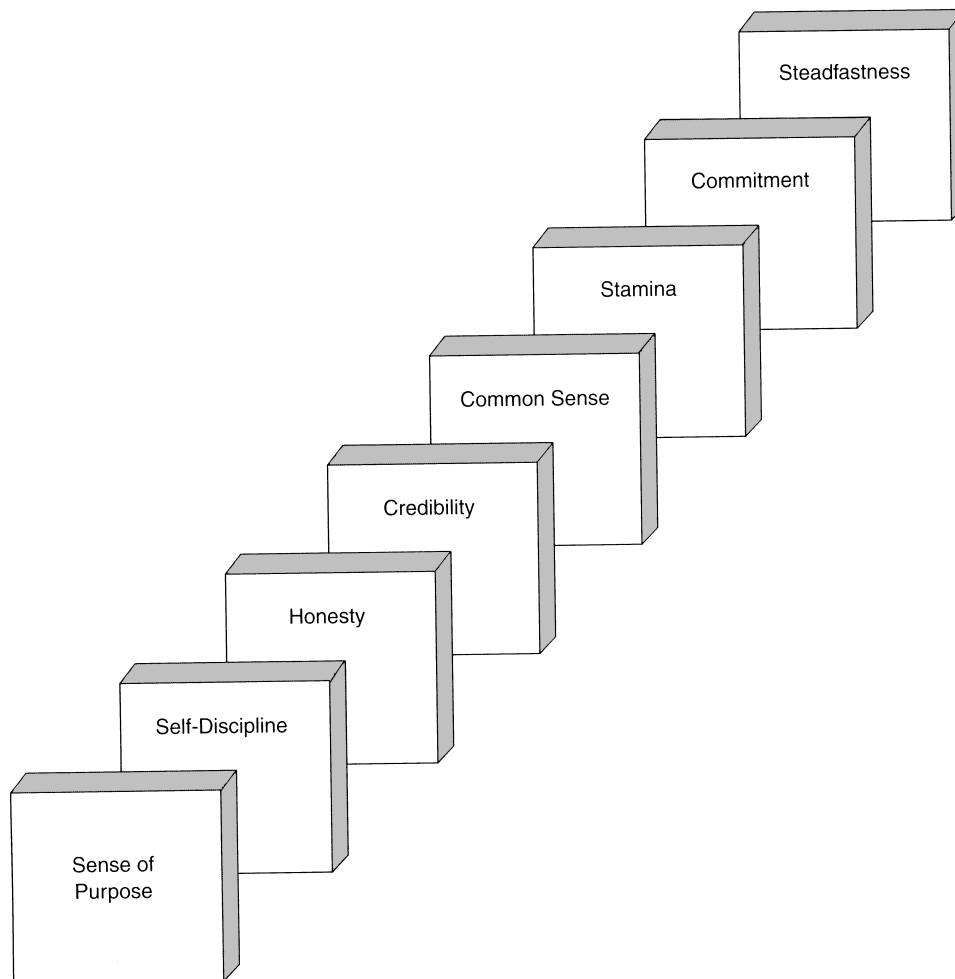 Steadfastness
Commitment
Stamina
Common Sense
Credibility
Honesty
Self-Discipline
Sense of
Purpose